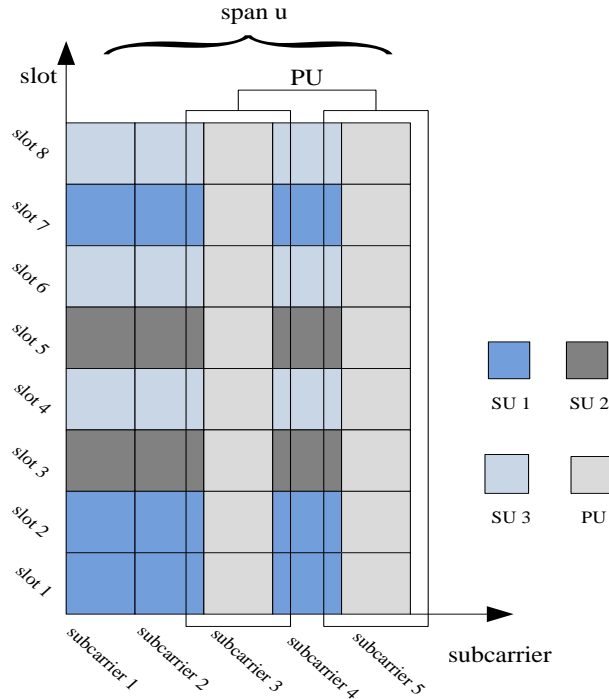 span u
slot
PU
slot 8
slot 7
slot 6
slot 5
slot 4
slot 3
slot 2
slot 1
SU 1
SU 2
SU 3
PU
subcarrier 1
subcarrier 2
subcarrier 3
subcarrier 4
subcarrier 5
subcarrier